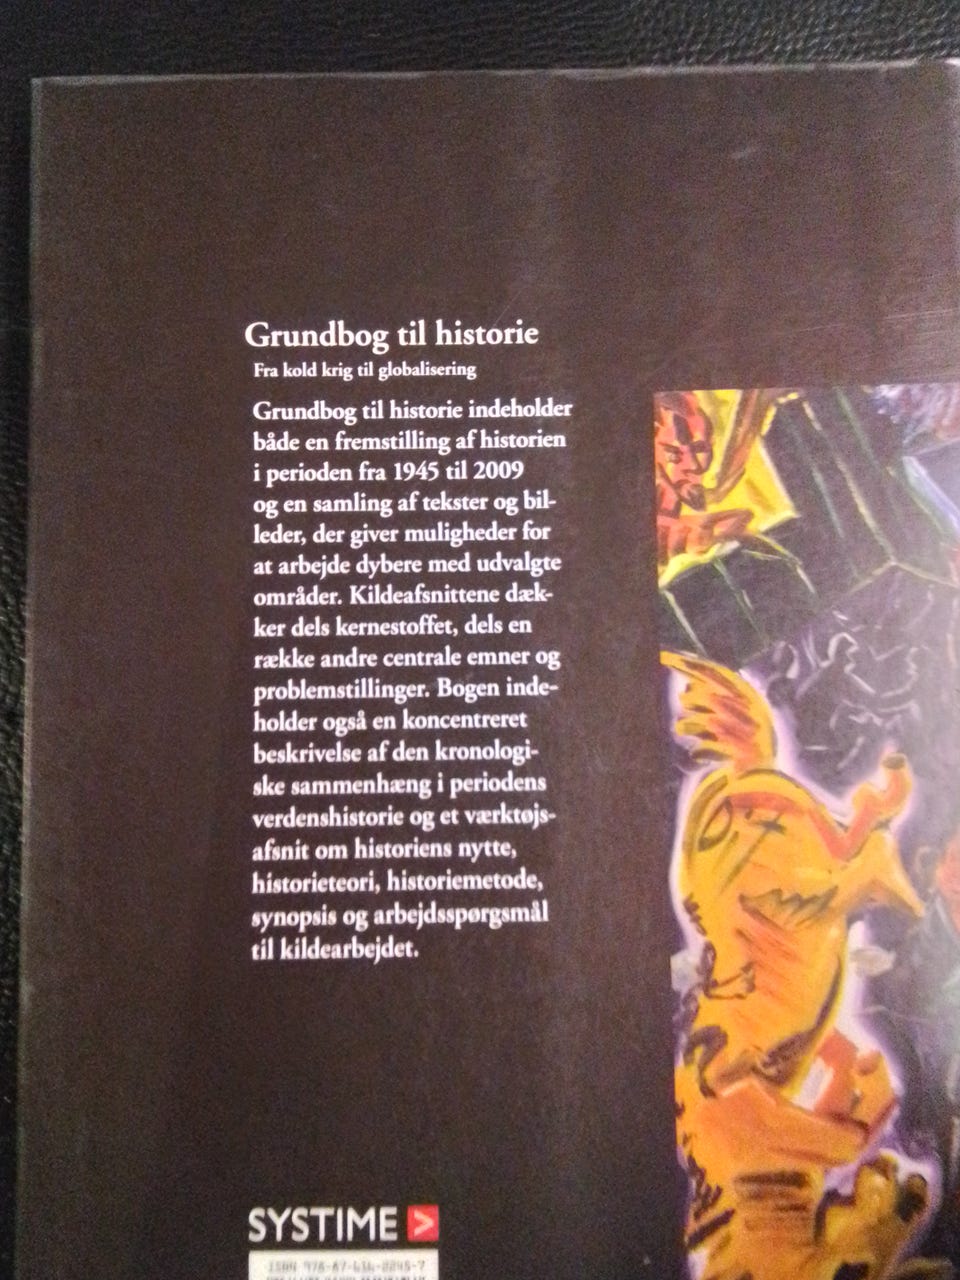 Grundbog til historie
Fra kold krig til globalisering
Grundbog til historie indeholder
både en fremstilling af historien
i perioden fra 1945 til 2009
og en samling af tekster og bil-
leder, der giver muligheder for
at arbejde dybere med udvalgte
områder. Kildeafsnittene dæk-
ker dels kernestoffet, dels en
række andre centrale emner og
problemstillinger. Bogen inde-
holder også en koncentreret
beskrivelse af den kronologi-
ske sammenhæng i periodens
verdenshistorie og et værktøjs-
afsnit om historiens nytte,
historieteori, historiemetode,
synopsis og arbejdsspørgsmål
til kildearbejdet.
SYSTIME >
ISBN